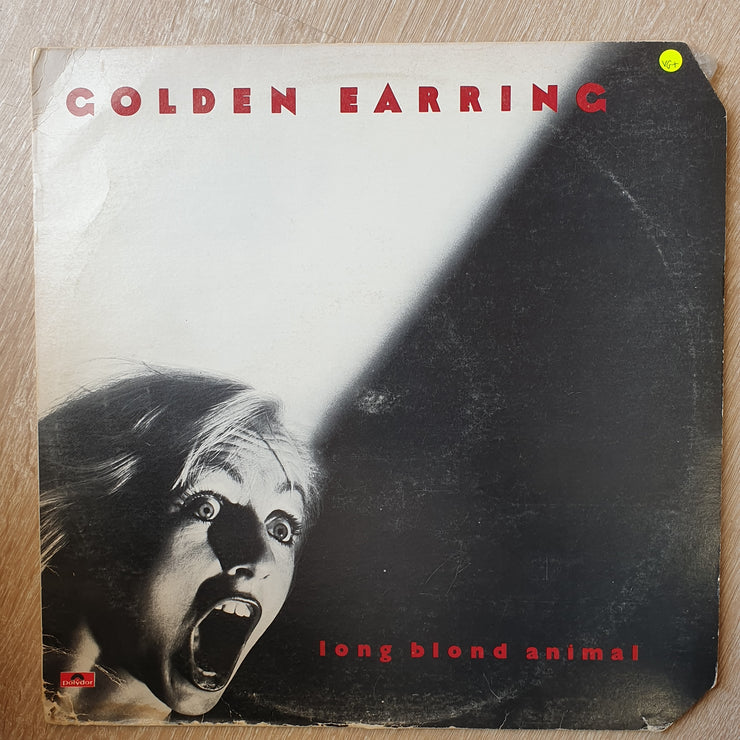 VG+
GOLDEN EARRING
long blond animal
polydor